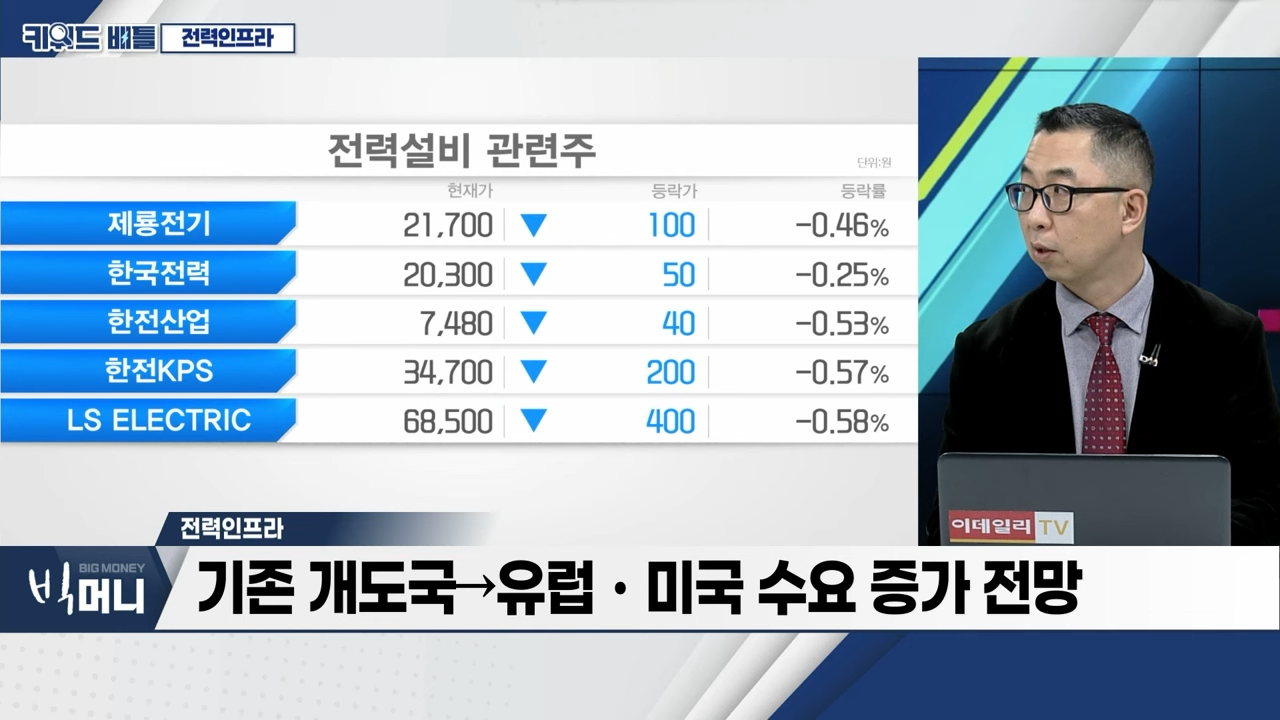 키워드 배틀 전력인프라
전력설비 관련주
단위:원
현재가 등락가 등락률
제룡전기 21,700 ▼ 100 -0.46%
한국전력 20,300 ▼ 50 -0.25%
한전산업 7,480 ▼ 40 -0.53%
한전KPS 34,700 ▼ 200 -0.57%
LS ELECTRIC 68,500 ▼ 400 -0.58%
이데일리TV
전력인프라
BIG MONEY
빅머니
기존 개도국→유럽·미국 수요 증가 전망